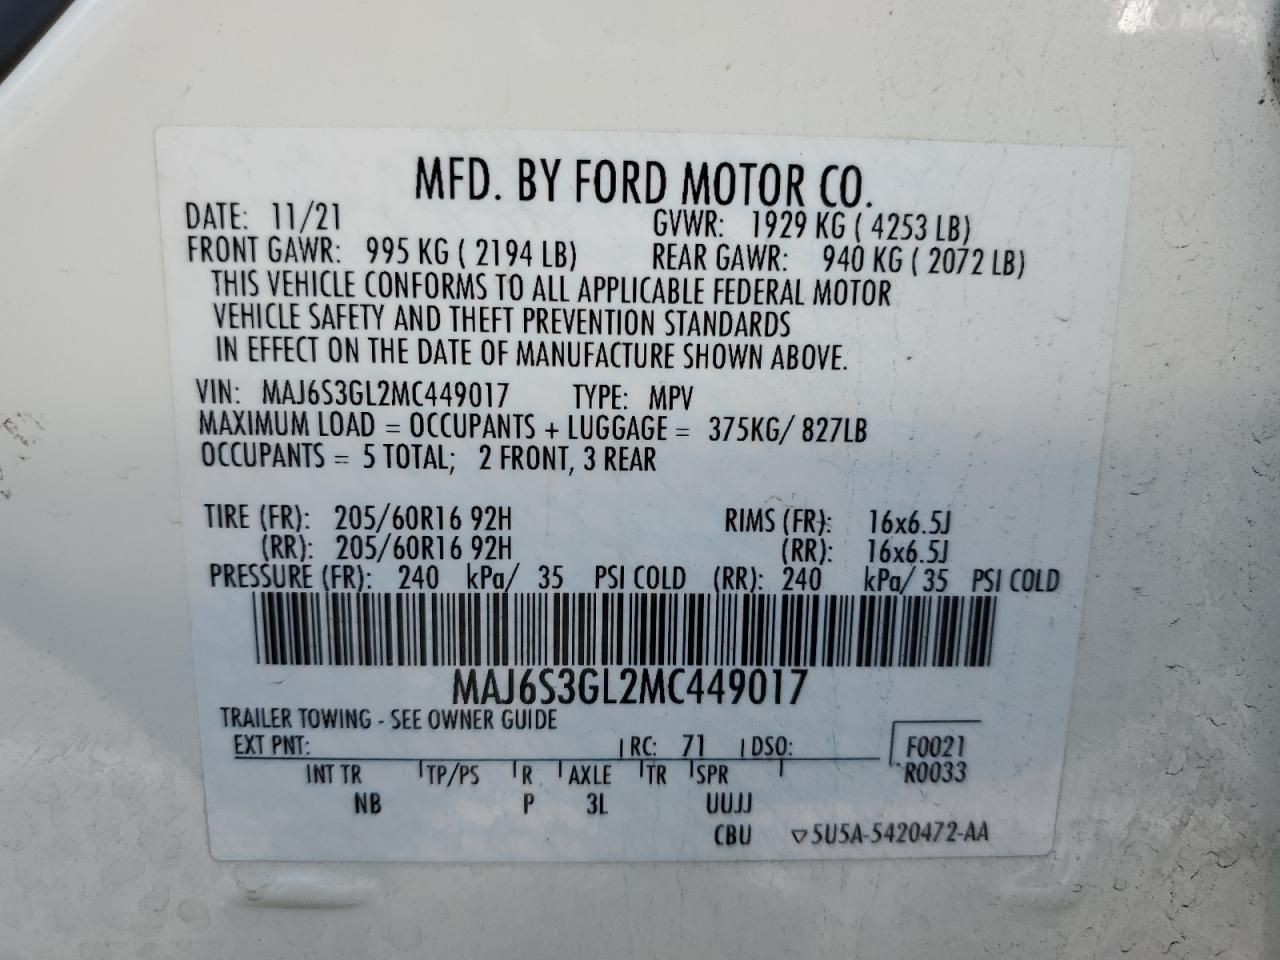 MFD. BY FORD MOTOR CO.
DATE: 11/21 GVWR: 1929 KG ( 4253 LB)
FRONT GAWR: 995 KG ( 2194 LB) REAR GAWR: 940 KG ( 2072 LB)
THIS VEHICLE CONFORMS TO ALL APPLICABLE FEDERAL MOTOR
VEHICLE SAFETY AND THEFT PREVENTION STANDARDS
IN EFFECT ON THE DATE OF MANUFACTURE SHOWN ABOVE.
VIN: MAJ6S3GL2MC449017 TYPE: MPV
MAXIMUM LOAD = OCCUPANTS + LUGGAGE = 375KG/ 827LB
OCCUPANTS = 5 TOTAL; 2 FRONT, 3 REAR
TIRE (FR): 205/60R16 92H RIMS (FR): 16x6.5J
(RR): 205/60R16 92H (RR): 16x6.5J
PRESSURE (FR): 240 kPa/ 35 PSI COLD (RR): 240 kPa/ 35 PSI COLD
MAJ6S3GL2MC449017
TRAILER TOWING - SEE OWNER GUIDE
EXT PNT: RC: 71 DSO: F0021
INT TR TP/PS R AXLE TR SPR R0033
NB P 3L UUJJ
CBU ▽5U5A-5420472-AA